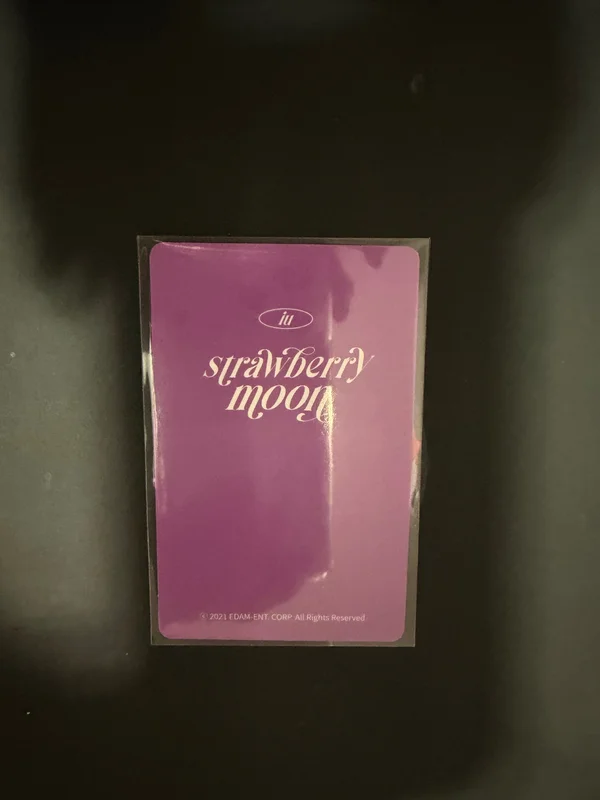 iu
strawberry
moon
© 2021 EDAM-ENT. CORP. All Rights Reserved